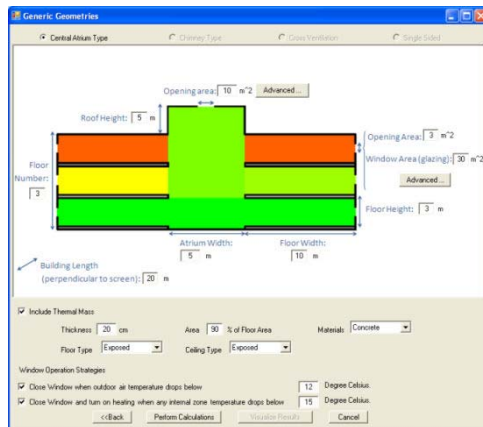 Generic Geometries
Central Atrium Type Chimney Type Cross Ventilation Single Sided
Opening area: 10 m^2 Advanced...
Roof Height: 5 m
Opening Area: 3 m^2
Window Area (glazing): 30 m^2
Floor Number: 3
Advanced...
Floor Height: 3 m
Atrium Width: 5 m
Floor Width: 10 m
Building Length
(perpendicular to screen): 20 m
Include Thermal Mass
Thickness 20 cm Area 90 % of Floor Area Materials Concrete
Floor Type Exposed Ceiling Type Exposed
Window Operation Strategies
Close Window when outdoor air temperature drops below 12 Degree Celsius.
Close Window and turn on heating when any internal zone temperature drops below 15 Degree Celsius.
<<Back Perform Calculations Visualize Results Cancel